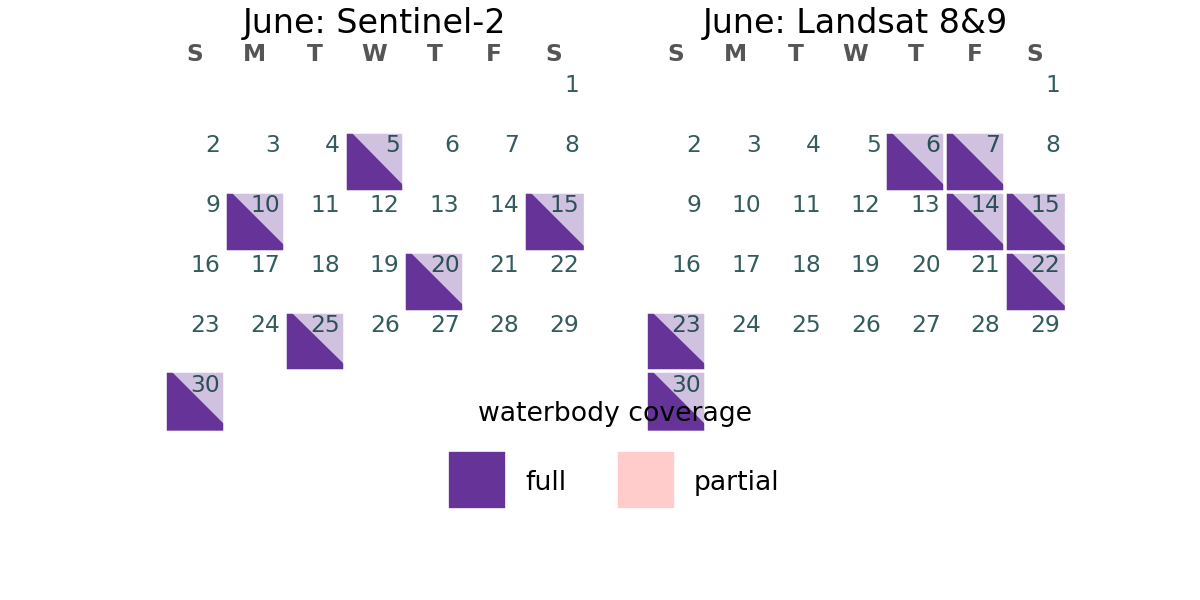 June: Sentinel-2
S M T W T F S
1
2 3 4 5 6 7 8
9 10 11 12 13 14 15
16 17 18 19 20 21 22
23 24 25 26 27 28 29
30
June: Landsat 8&9
S M T W T F S
1
2 3 4 5 6 7 8
9 10 11 12 13 14 15
16 17 18 19 20 21 22
23 24 25 26 27 28 29
30
waterbody coverage
full
partial